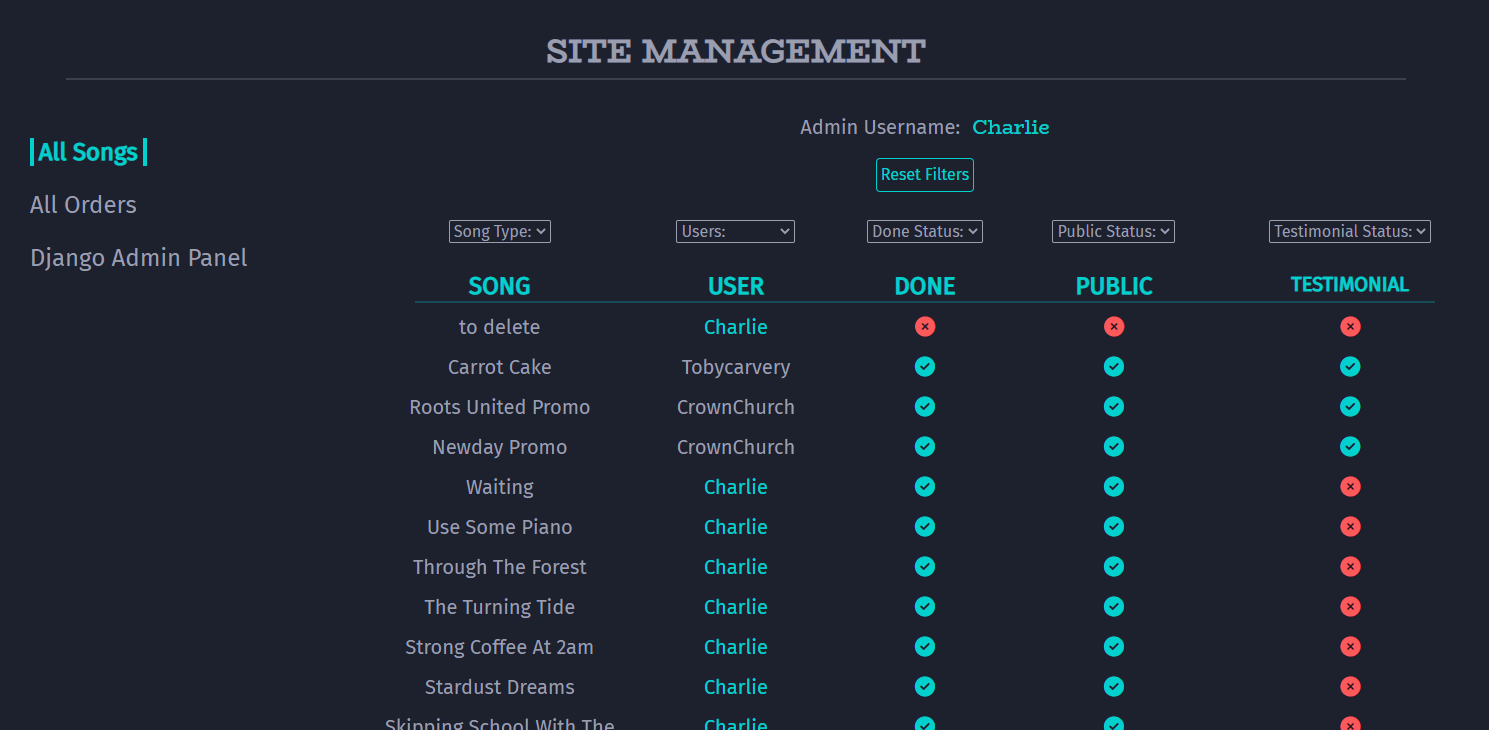 SITE MANAGEMENT
Admin Username: Charlie
All Songs
All Orders
Django Admin Panel
Reset Filters
Song Type: Users: Done Status: Public Status: Testimonial Status:
SONG USER DONE PUBLIC TESTIMONIAL
to delete Charlie
Carrot Cake Tobycarvery
Roots United Promo CrownChurch
Newday Promo CrownChurch
Waiting Charlie
Use Some Piano Charlie
Through The Forest Charlie
The Turning Tide Charlie
Strong Coffee At 2am Charlie
Stardust Dreams Charlie
Skipping School With The Charlie